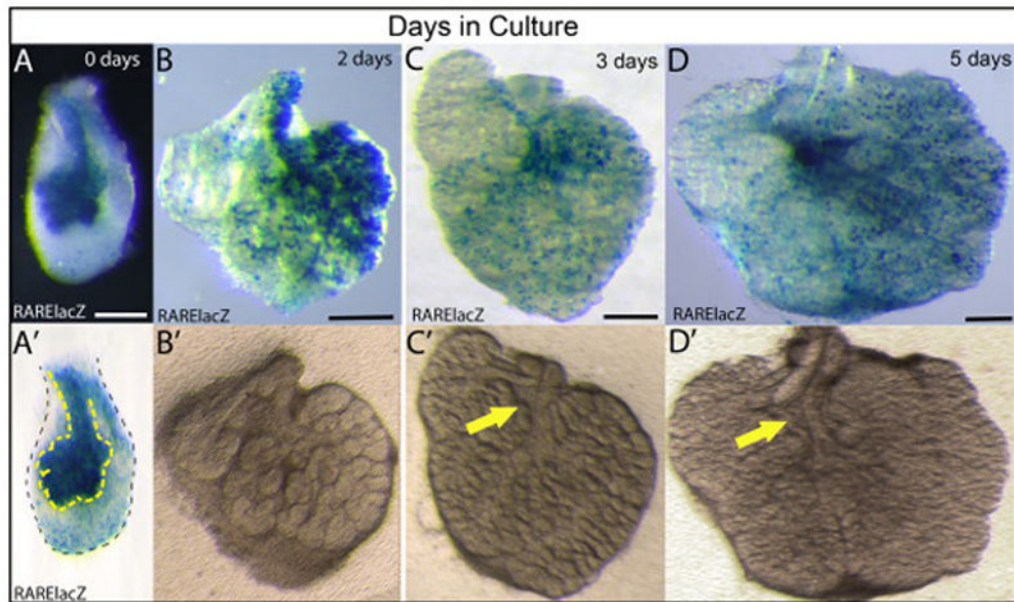 Days in Culture
A 0 days
B 2 days
C 3 days
D 5 days
RARElacZ
RARElacZ
RARElacZ
RARElacZ
A'
B'
C'
D'
RARElacZ